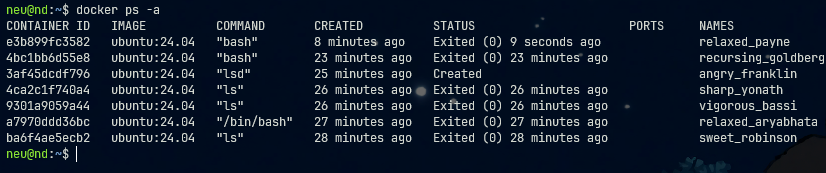 neu@nd:~$ docker ps -a
CONTAINER ID   IMAGE          COMMAND       CREATED          STATUS                      PORTS     NAMES
e3b899fc3582   ubuntu:24.04   "bash"        8 minutes ago    Exited (0) 9 seconds ago              relaxed_payne
4bc1bb6d55e8   ubuntu:24.04   "bash"        23 minutes ago   Exited (0) 23 minutes ago             recursing_goldberg
3af45dcdf796   ubuntu:24.04   "lsd"         25 minutes ago   Created                               angry_franklin
4ca2c1f740a4   ubuntu:24.04   "ls"          26 minutes ago   Exited (0) 26 minutes ago             sharp_yonath
9301a9059a44   ubuntu:24.04   "ls"          26 minutes ago   Exited (0) 26 minutes ago             vigorous_bassi
a7970ddd36bc   ubuntu:24.04   "/bin/bash"   27 minutes ago   Exited (0) 27 minutes ago             relaxed_aryabhata
ba6f4ae5ecb2   ubuntu:24.04   "ls"          28 minutes ago   Exited (0) 28 minutes ago             sweet_robinson
neu@nd:~$